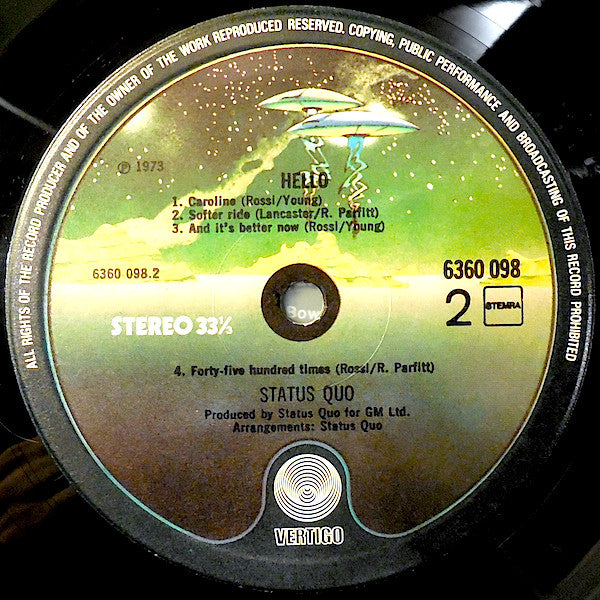 ALL RIGHTS OF THE RECORD PRODUCER AND OF THE OWNER OF THE WORK REPRODUCED RESERVED. COPYING, PUBLIC PERFORMANCE AND BROADCASTING OF THIS RECORD PROHIBITED
Ⓟ 1973
HELLO
1. Caroline (Rossi/Young)
2. Softer ride (Lancaster/R. Parfitt)
3. And it's better now (Rossi/Young)
6360 098.2
6360 098
STEREO 33⅓
Bow
2 STEMRA
4. Forty-five hundred times (Rossi/R. Parfitt)
STATUS QUO
Produced by Status Quo for GM Ltd.
Arrangements: Status Quo
VERTIGO